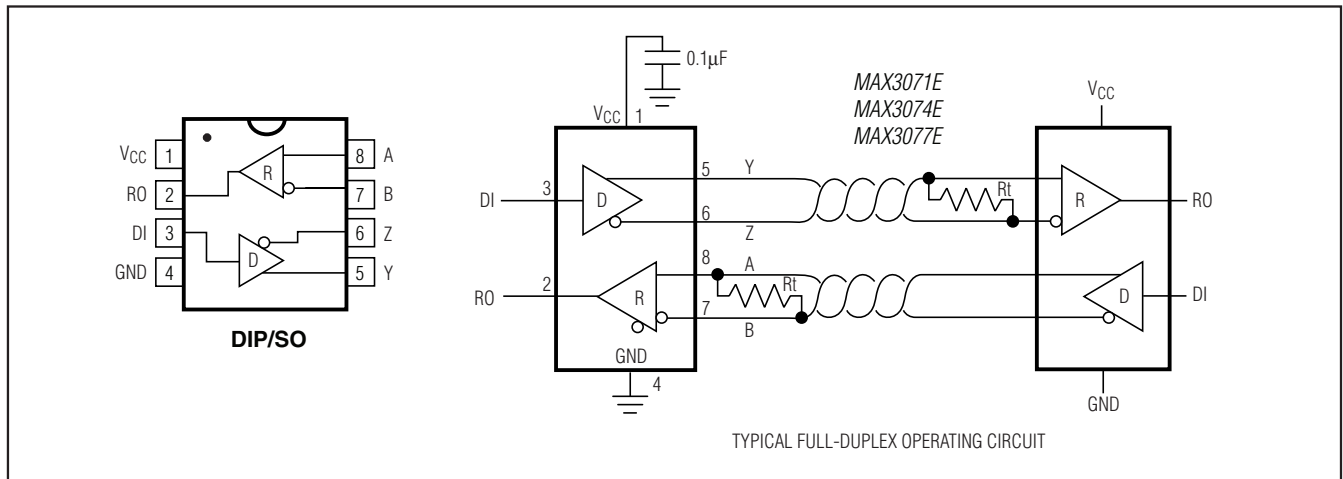 VCC 1
RO 2
DI 3
GND 4
8 A
7 B
6 Z
5 Y
R
D
DIP/SO
0.1µF
VCC 1
MAX3071E
MAX3074E
MAX3077E
VCC
DI 3
D
5 Y
6
Z
Rt
R
RO
8
A
Rt
RO 2
R
7
B
D
DI
GND
4
GND
TYPICAL FULL-DUPLEX OPERATING CIRCUIT